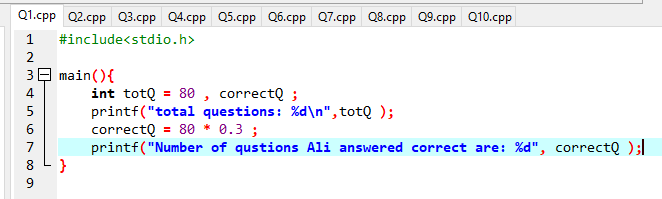 Q1.cpp Q2.cpp Q3.cpp Q4.cpp Q5.cpp Q6.cpp Q7.cpp Q8.cpp Q9.cpp Q10.cpp
1 #include<stdio.h>
2
3 main(){
4 int totQ = 80 , correctQ ;
5 printf("total questions: %d\n",totQ );
6 correctQ = 80 * 0.3 ;
7 printf("Number of qustions Ali answered correct are: %d", correctQ );
8 }
9